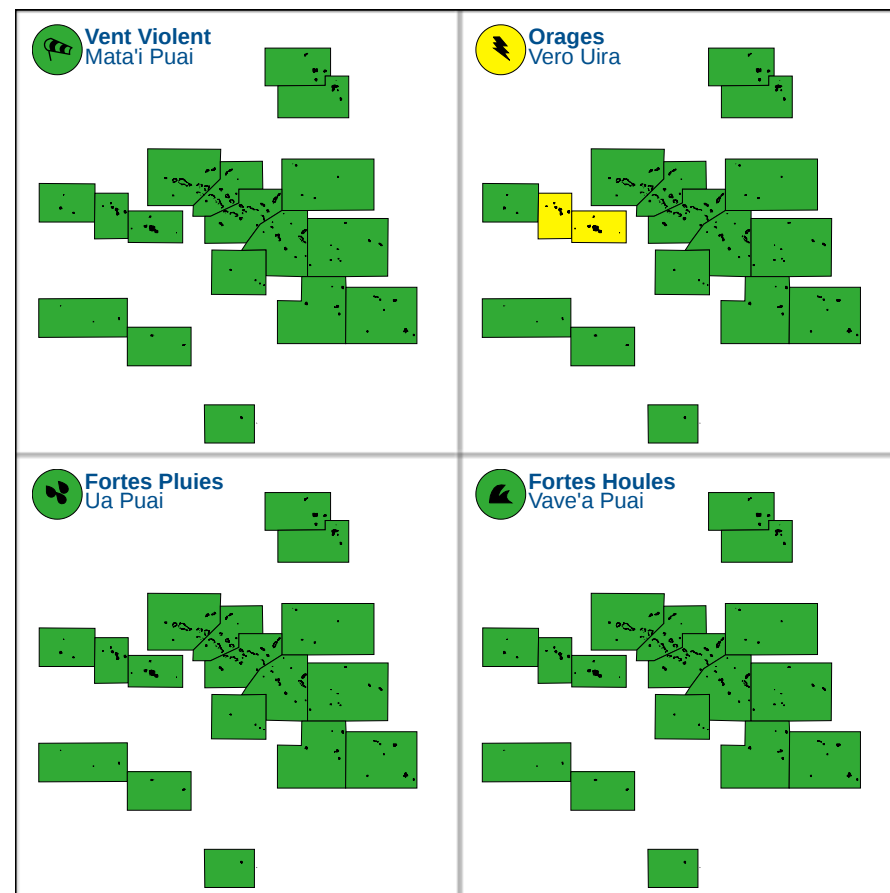 Vent Violent
Mata'i Puai
Orages
Vero Uira
Fortes Pluies
Ua Puai
Fortes Houles
Vave'a Puai